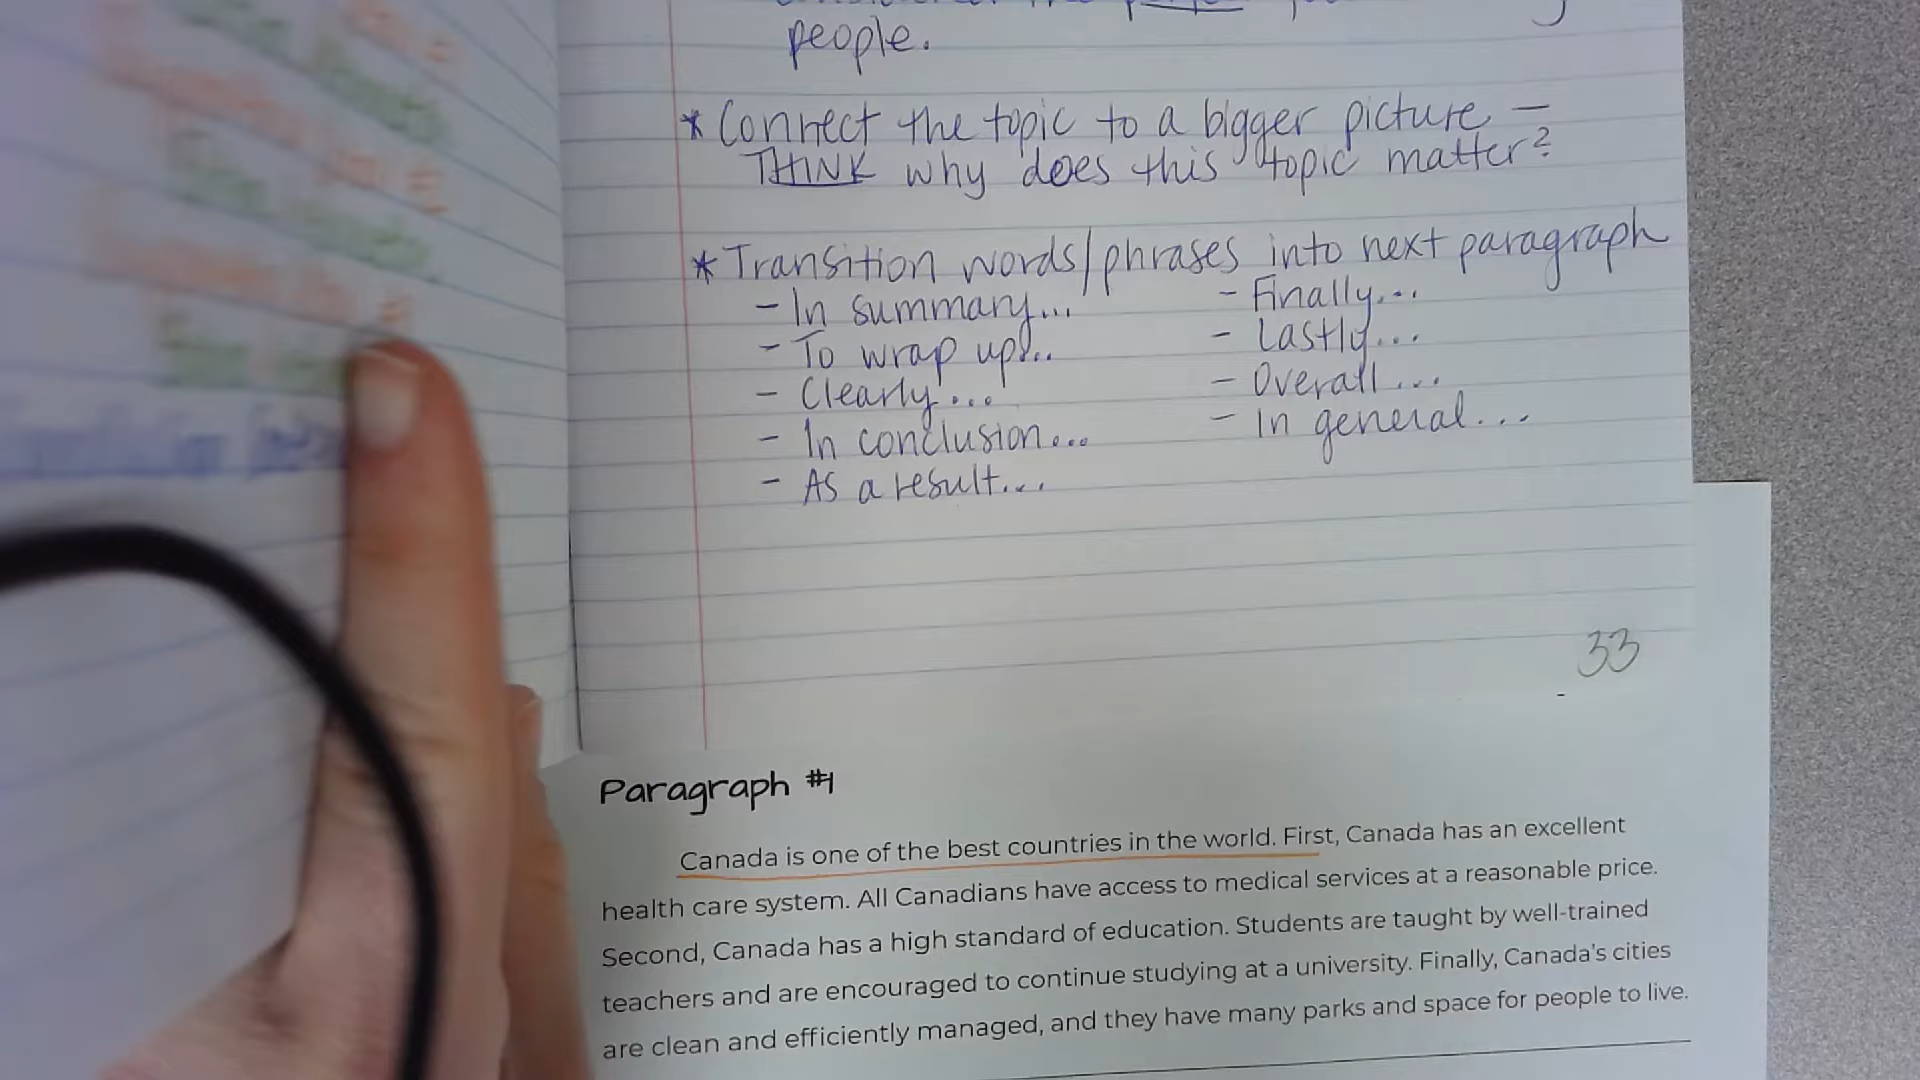 people.
* Connect the topic to a bigger picture —
THINK why does this topic matter?
* Transition words/phrases into next paragraph
- In summary...
- To wrap up...
- Clearly...
- In conclusion...
- As a result...
- Finally...
- Lastly...
- Overall...
- In general...
33
Paragraph #1
Canada is one of the best countries in the world. First, Canada has an excellent
health care system. All Canadians have access to medical services at a reasonable price.
Second, Canada has a high standard of education. Students are taught by well-trained
teachers and are encouraged to continue studying at a university. Finally, Canada's cities
are clean and efficiently managed, and they have many parks and space for people to live.